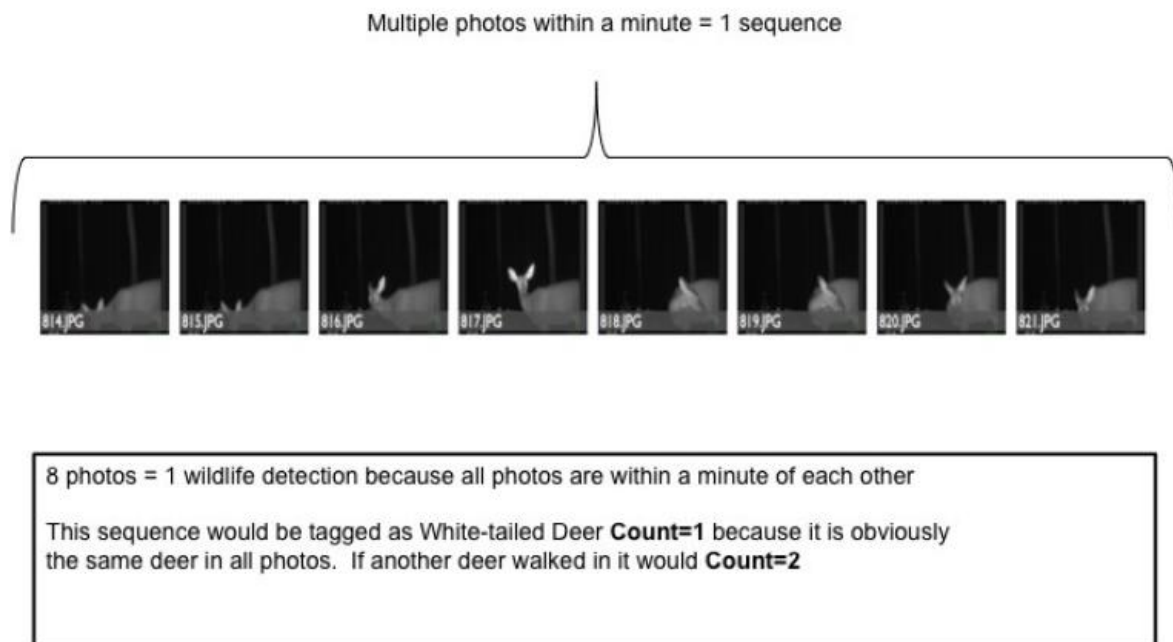 Multiple photos within a minute = 1 sequence
814.JPG
815.JPG
816.JPG
817.JPG
818.JPG
819.JPG
820.JPG
821.JPG
8 photos = 1 wildlife detection because all photos are within a minute of each other
This sequence would be tagged as White-tailed Deer Count=1 because it is obviously
the same deer in all photos. If another deer walked in it would Count=2